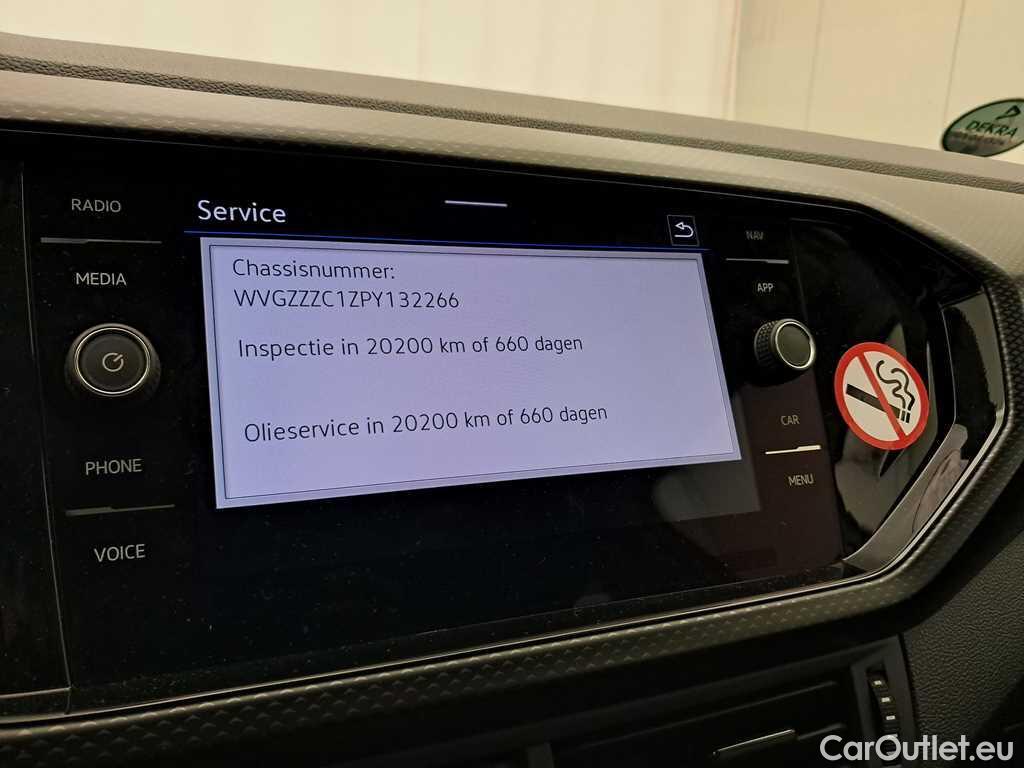 RADIO
MEDIA
PHONE
VOICE
Service
Chassisnummer:
WVGZZZC1ZPY132266
Inspectie in 20200 km of 660 dagen
Olieservice in 20200 km of 660 dagen
NAV
APP
CAR
MENU
DEKRA
CarOutlet.eu